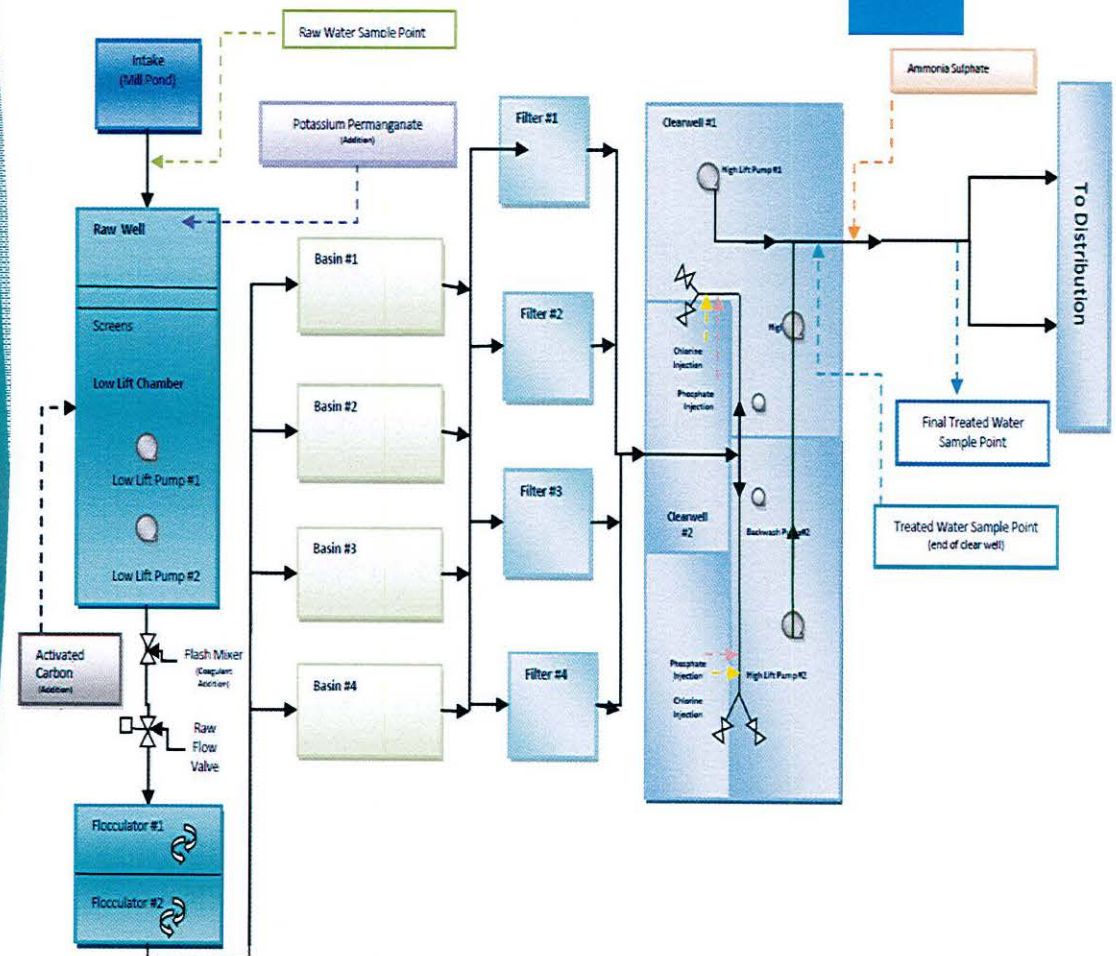 Raw Water Sample Point
Intake
(Mill Pond)
Ammonia Sulphate
Potassium Permanganate
(Addition)
Filter #1
Clearwell #1
High Lift Pump #1
Raw Well
To Distribution
Basin #1
Filter #2
Screens
High
Chlorine
Injection
Low Lift Chamber
Phosphate
Injection
Basin #2
Final Treated Water
Sample Point
Low Lift Pump #1
Filter #3
Clearwell
#2
Backwash Pump #2
Treated Water Sample Point
(end of clear well)
Basin #3
Low Lift Pump #2
Activated
Carbon
(Addition)
Flash Mixer
(Coagulant
Addition)
Basin #4
Filter #4
Phosphate
Injection
High Lift Pump #2
Chlorine
Injection
Raw
Flow
Valve
Flocculator #1
Flocculator #2